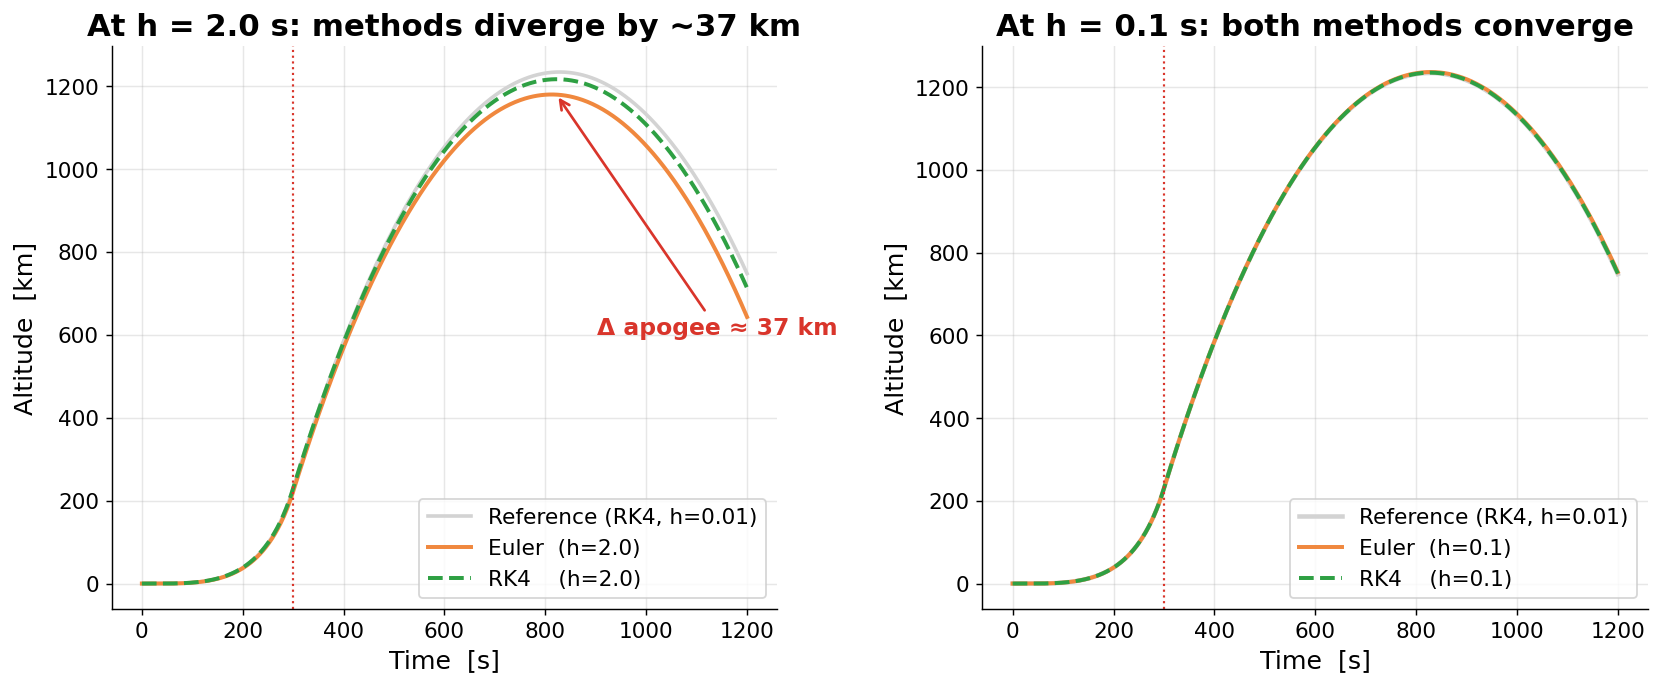 At h = 2.0 s: methods diverge by ~37 km
Altitude  [km]
1200
1000
800
600
400
200
0
Δ apogee ≈ 37 km
Reference (RK4, h=0.01)
Euler  (h=2.0)
RK4    (h=2.0)
0 200 400 600 800 1000 1200
Time  [s]
At h = 0.1 s: both methods converge
Altitude  [km]
1200
1000
800
600
400
200
0
Reference (RK4, h=0.01)
Euler  (h=0.1)
RK4    (h=0.1)
0 200 400 600 800 1000 1200
Time  [s]